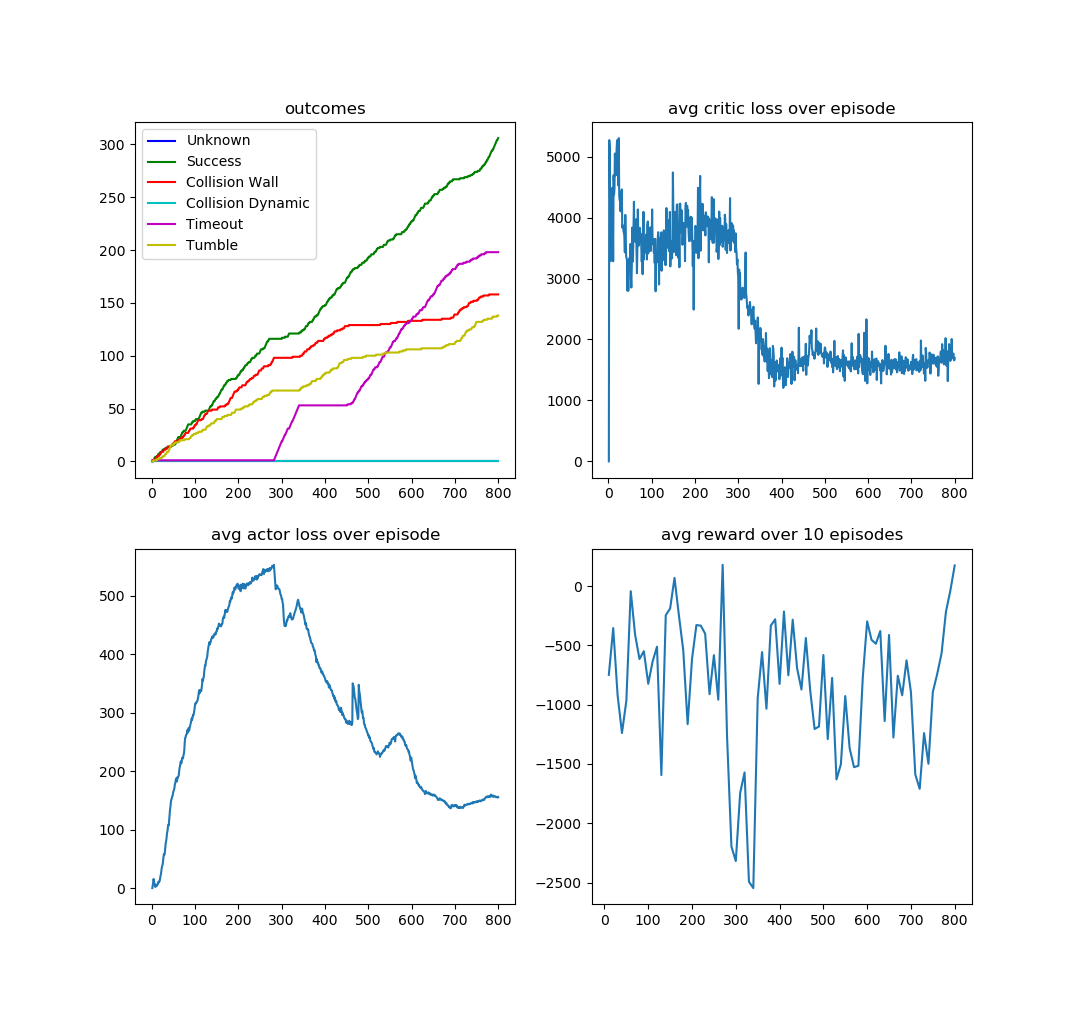 outcomes
Unknown
Success
Collision Wall
Collision Dynamic
Timeout
Tumble
300
250
200
150
100
50
0
0 100 200 300 400 500 600 700 800
avg critic loss over episode
5000
4000
3000
2000
1000
0
0 100 200 300 400 500 600 700 800
avg actor loss over episode
500
400
300
200
100
0
0 100 200 300 400 500 600 700 800
avg reward over 10 episodes
0
−500
−1000
−1500
−2000
−2500
0 100 200 300 400 500 600 700 800